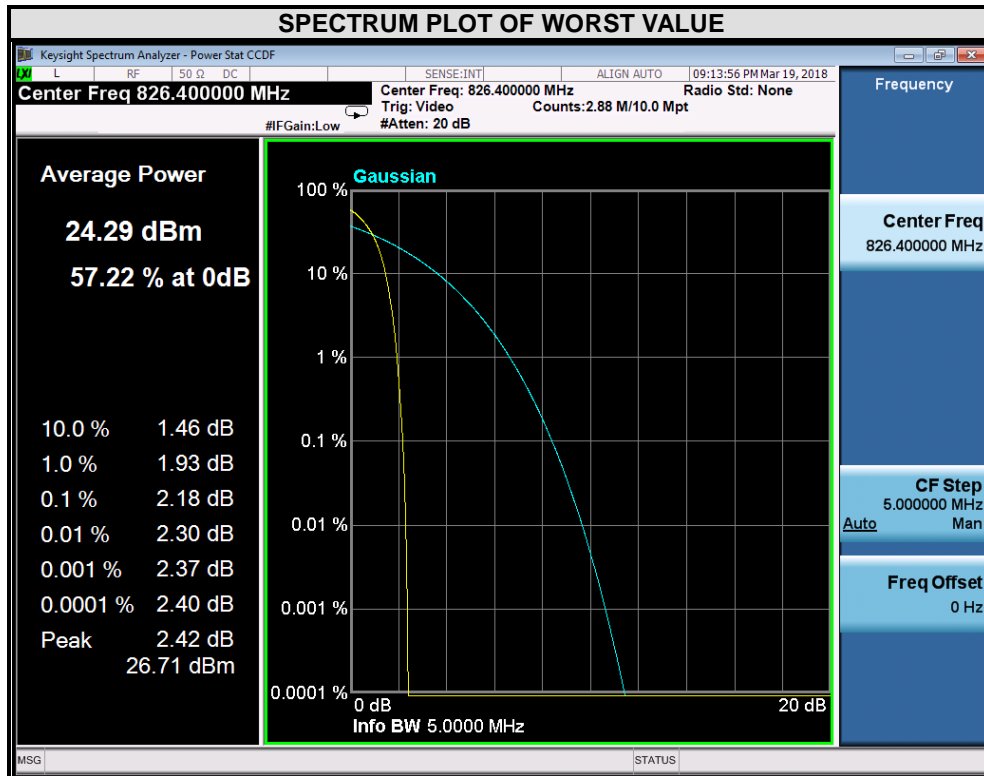 SPECTRUM PLOT OF WORST VALUE
Keysight Spectrum Analyzer - Power Stat CCDF
LXI L RF 50 Ω DC SENSE:INT ALIGN AUTO 09:13:56 PM Mar 19, 2018
Center Freq 826.400000 MHz
#IFGain:Low
Center Freq: 826.400000 MHz
Radio Std: None
Trig: Video
Counts:2.88 M/10.0 Mpt
#Atten: 20 dB
Average Power
24.29 dBm
57.22 % at 0dB
10.0 % 1.46 dB
1.0 % 1.93 dB
0.1 % 2.18 dB
0.01 % 2.30 dB
0.001 % 2.37 dB
0.0001 % 2.40 dB
Peak 2.42 dB
26.71 dBm
Gaussian
100 %
10 %
1 %
0.1 %
0.01 %
0.001 %
0.0001 %
0 dB 20 dB
Info BW 5.0000 MHz
Frequency
Center Freq
826.400000 MHz
CF Step
5.000000 MHz
Auto Man
Freq Offset
0 Hz
MSG STATUS